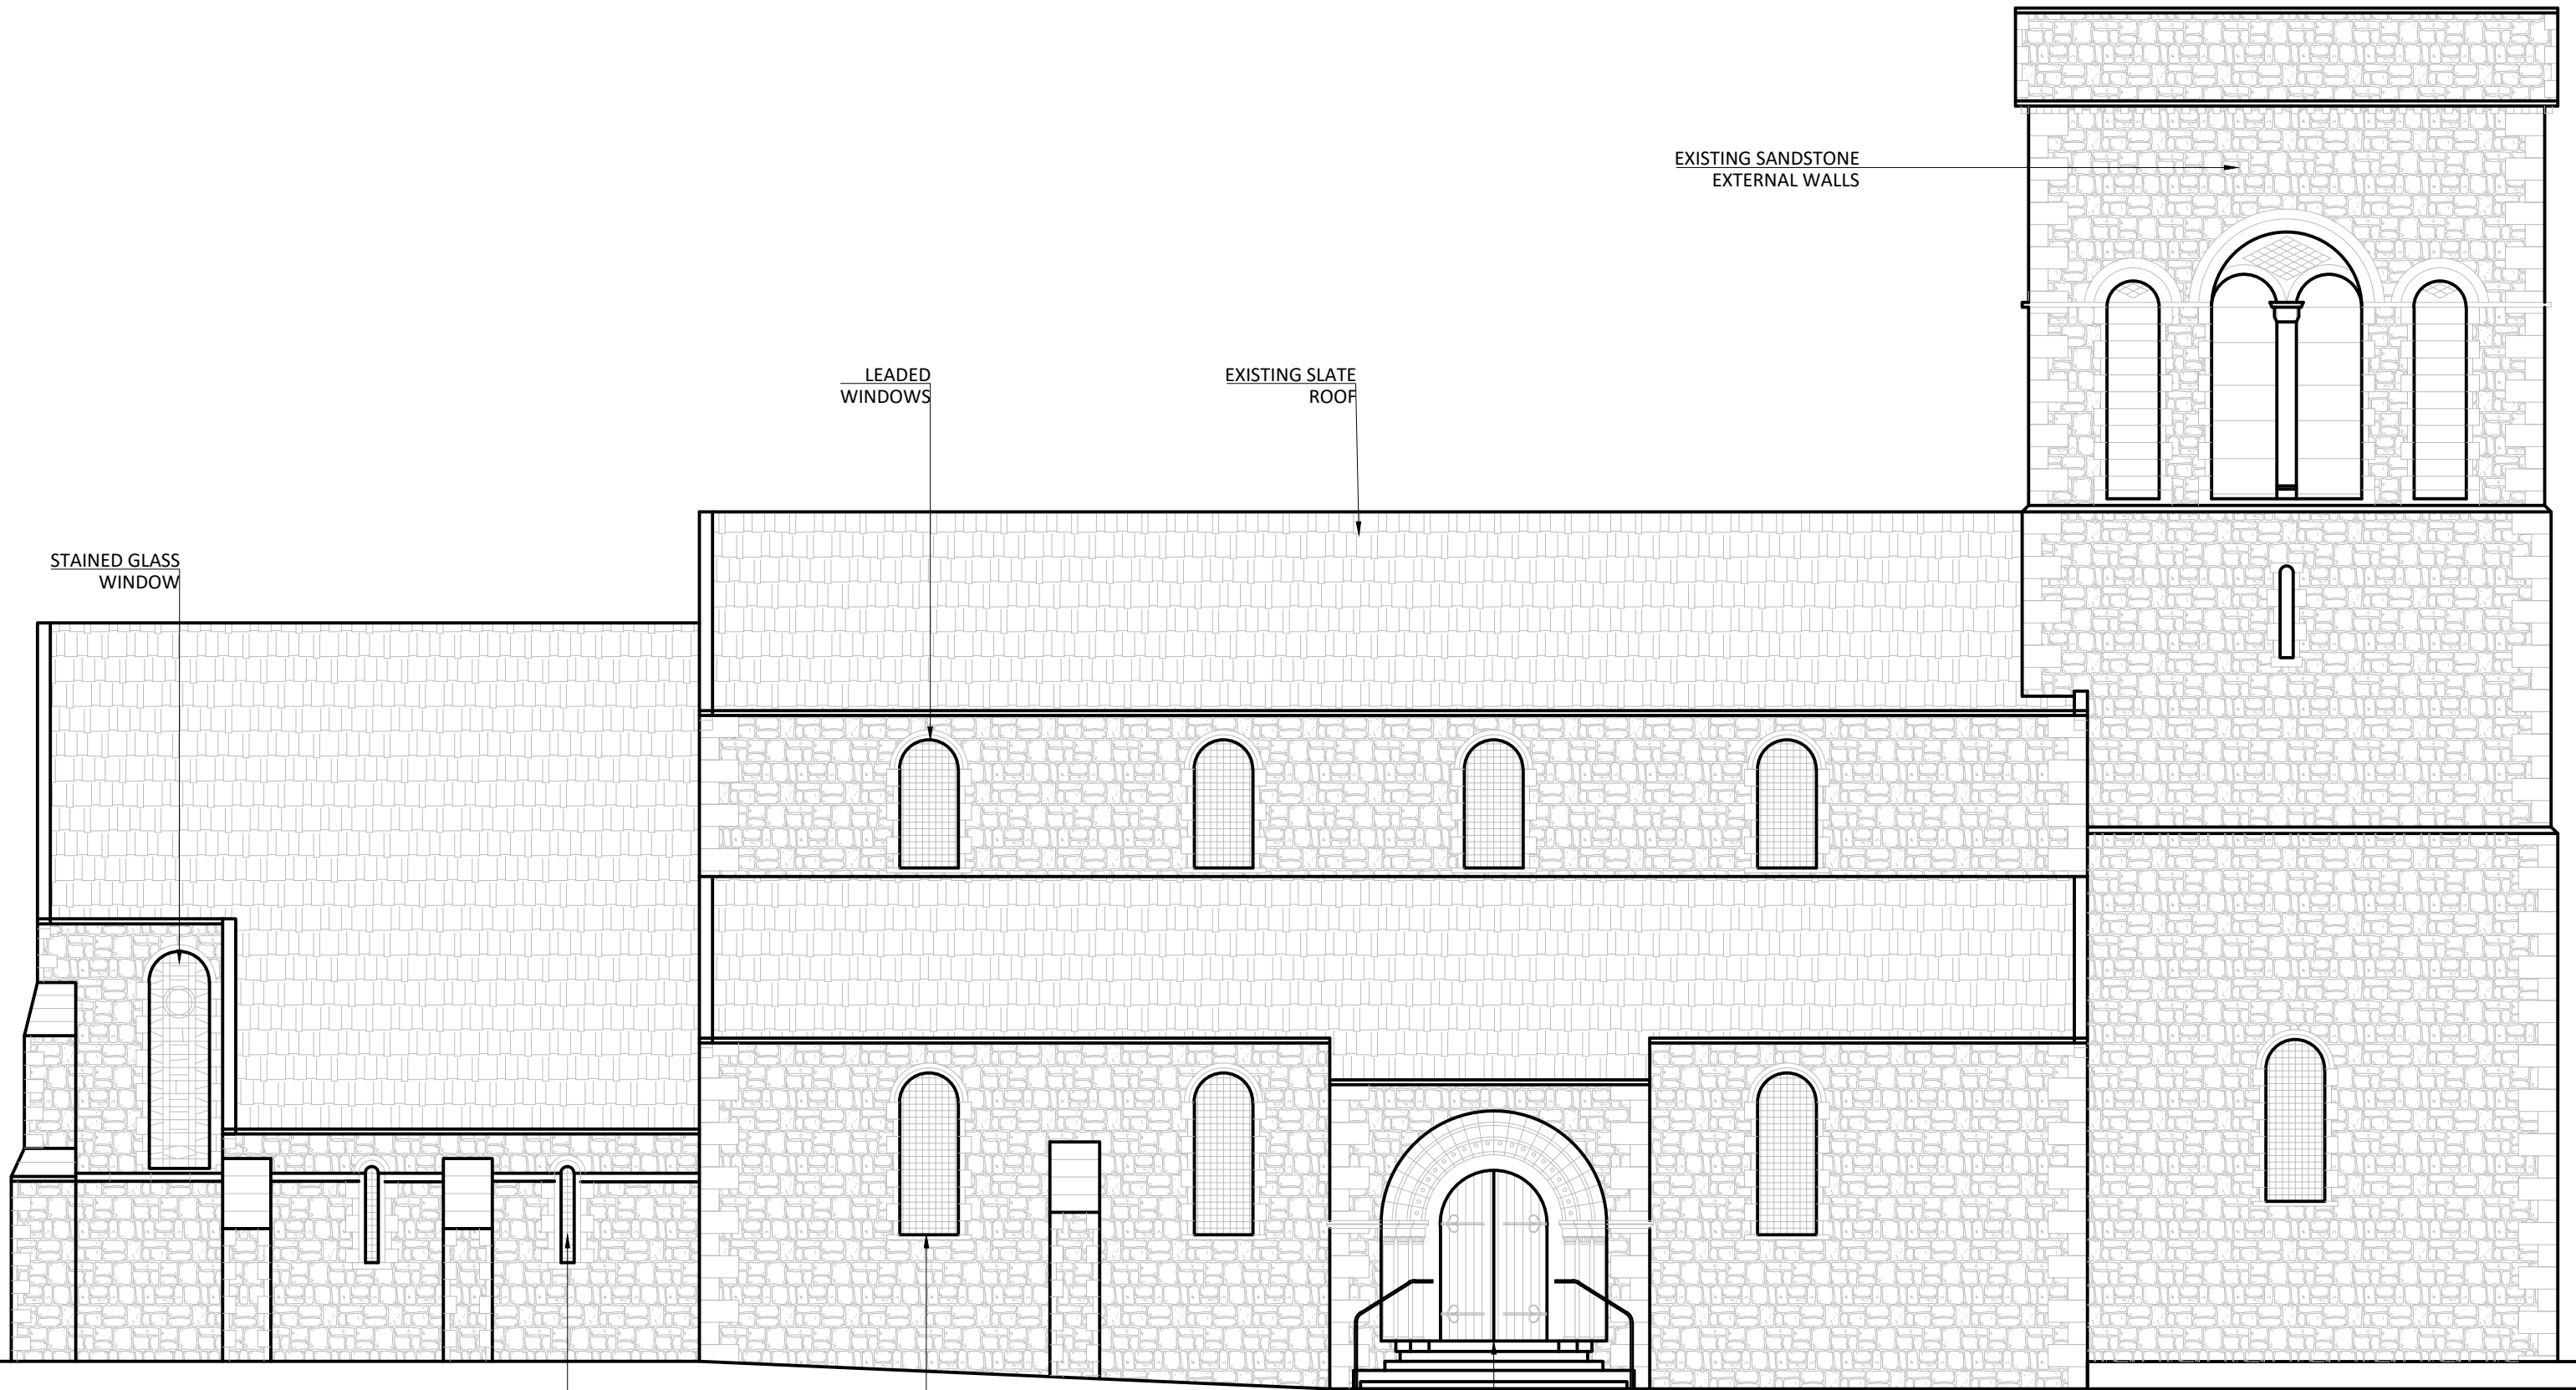 EXISTING SANDSTONE
EXTERNAL WALLS
LEADED
WINDOWS
EXISTING SLATE
ROOF
STAINED GLASS
WINDOW